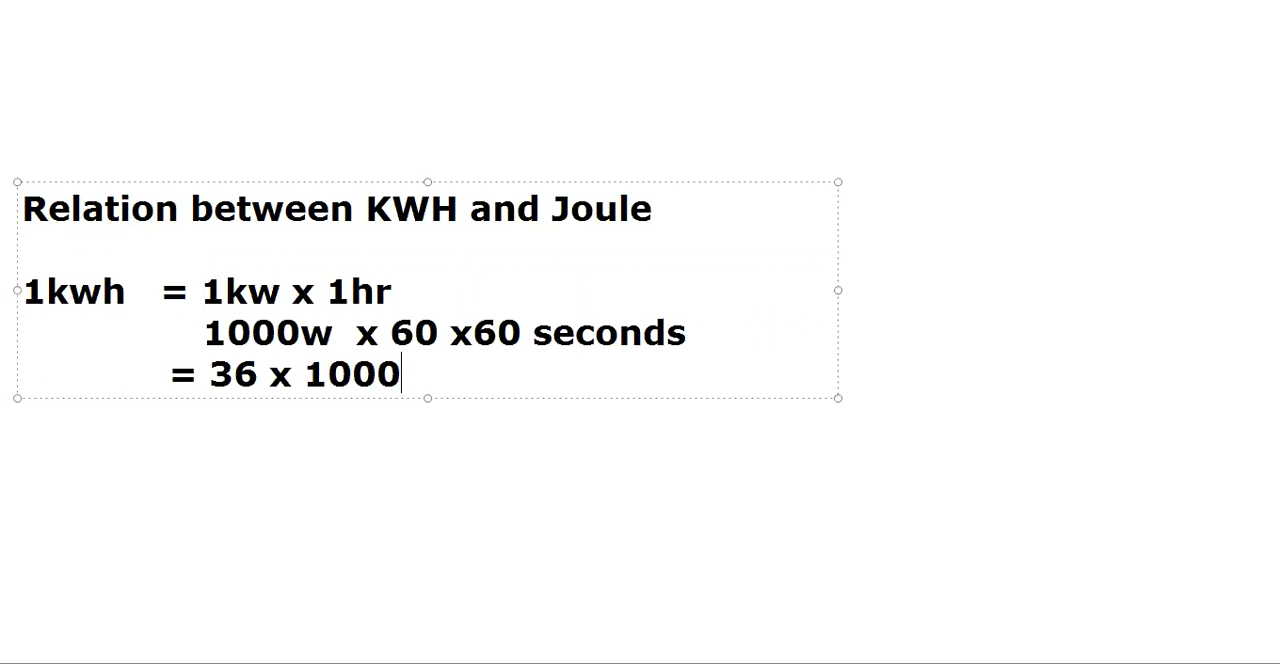 Relation between KWH and Joule
1kwh = 1kw x 1hr
1000w x 60 x60 seconds
= 36 x 1000